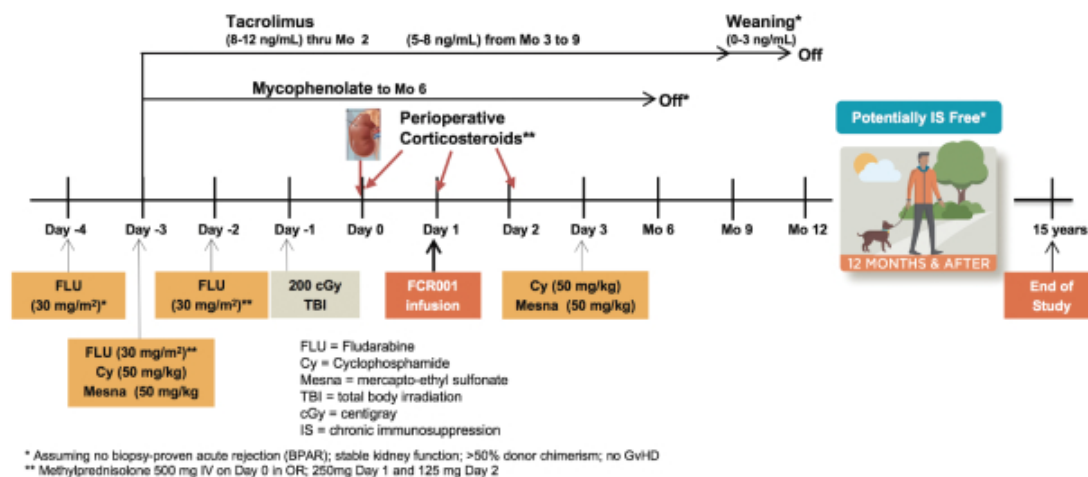 Tacrolimus
(8-12 ng/mL) thru Mo 2
(5-8 ng/mL) from Mo 3 to 9
Weaning*
(0-3 ng/mL)
Off
Mycophenolate to Mo 6
Off*
Perioperative
Corticosteroids**
Potentially IS Free*
12 MONTHS & AFTER
Day -4
Day -3
Day -2
Day -1
Day 0
Day 1
Day 2
Day 3
Mo 6
Mo 9
Mo 12
15 years
FLU
(30 mg/m²)*
FLU (30 mg/m²)**
Cy (50 mg/kg)
Mesna (50 mg/kg
FLU
(30 mg/m²)**
200 cGy
TBI
FCR001
infusion
Cy (50 mg/kg)
Mesna (50 mg/kg)
End of
Study
FLU = Fludarabine
Cy = Cyclophosphamide
Mesna = mercapto-ethyl sulfonate
TBI = total body irradiation
cGy = centigray
IS = chronic immunosuppression
* Assuming no biopsy-proven acute rejection (BPAR); stable kidney function; >50% donor chimerism; no GvHD
** Methylprednisolone 500 mg IV on Day 0 in OR; 250mg Day 1 and 125 mg Day 2